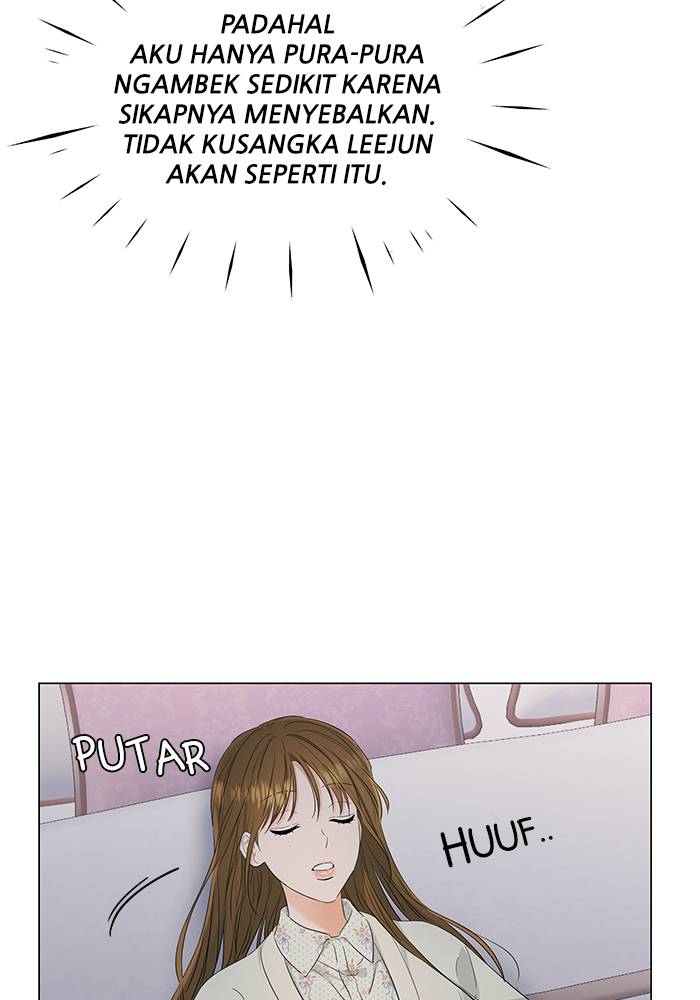 PADAHAL
AKU HANYA PURA-PURA
NGAMBEK SEDIKIT KARENA
SIKAPNYA MENYEBALKAN.
TIDAK KUSANGKA LEEJUN
AKAN SEPERTI ITU.
PUTAR
HUUF..